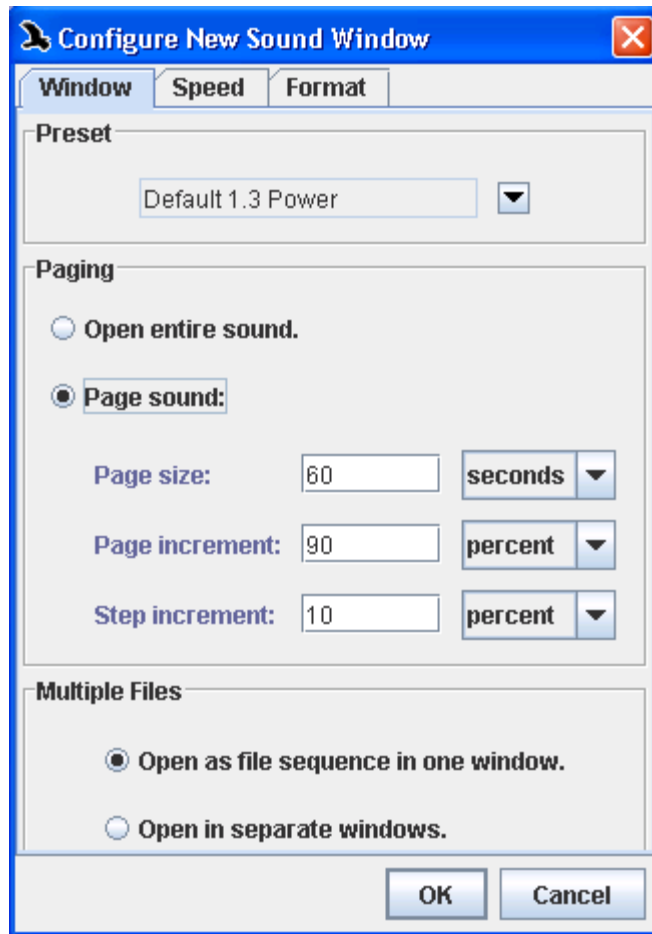 Configure New Sound Window
Window Speed Format
Preset
Default 1.3 Power
Paging
Open entire sound.
Page sound:
Page size: 60 seconds
Page increment: 90 percent
Step increment: 10 percent
Multiple Files
Open as file sequence in one window.
Open in separate windows.
OK Cancel